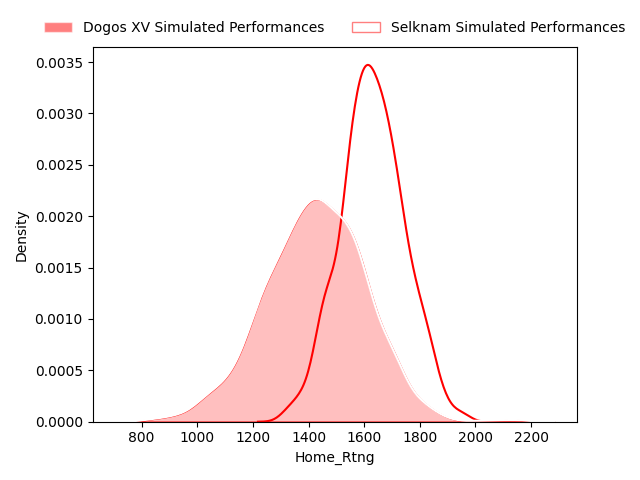 Dogos XV Simulated Performances
Selknam Simulated Performances
0.0035
0.0030
0.0025
0.0020
0.0015
0.0010
0.0005
0.0000
Density
800 1000 1200 1400 1600 1800 2000 2200
Home_Rtng